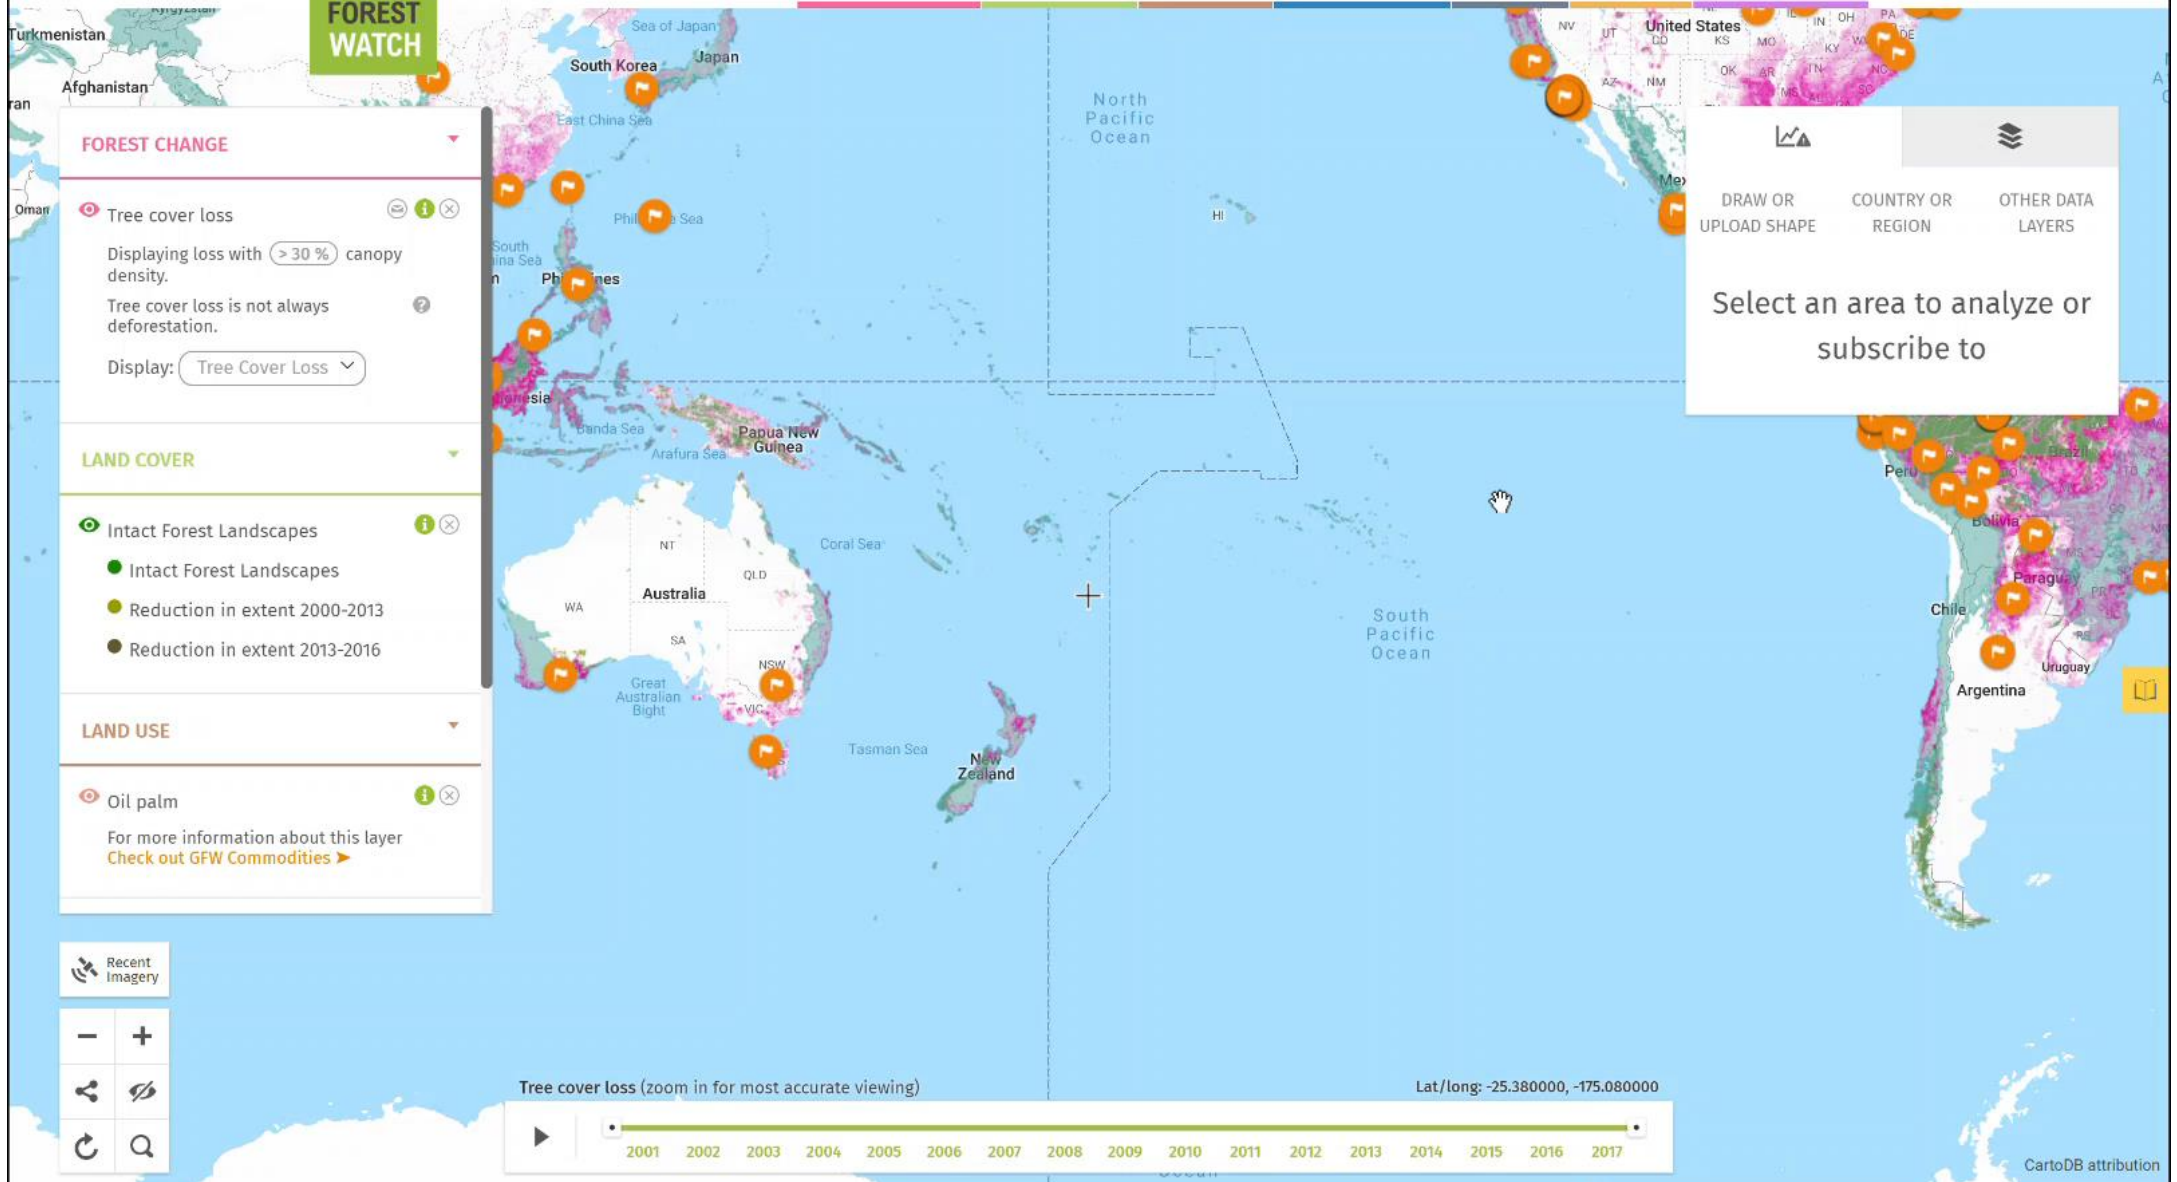 FOREST
WATCH
Turkmenistan
Afghanistan
Oman
FOREST CHANGE
Tree cover loss
Displaying loss with > 30 % canopy
density.
Tree cover loss is not always
deforestation.
Display: Tree Cover Loss
LAND COVER
Intact Forest Landscapes
Intact Forest Landscapes
Reduction in extent 2000-2013
Reduction in extent 2013-2016
LAND USE
Oil palm
For more information about this layer
Check out GFW Commodities
Recent
Imagery
Sea of Japan
South Korea
Japan
East China Sea
North
Pacific
Ocean
HI
South
Banda Sea
Arafura Sea
Papua New
Guinea
Coral Sea
NT
QLD
WA
Australia
SA
NSW
VIC
Great
Australian
Bight
Tasman Sea
New
Zealand
South
Pacific
Ocean
United States
NV
UT
KS
MO
IN
OH
PA
DE
KY
AZ
NM
OK
AR
TN
NC
MS
SC
DRAW OR
UPLOAD SHAPE
COUNTRY OR
REGION
OTHER DATA
LAYERS
Select an area to analyze or
subscribe to
Peru
Brazil
Bolivia
Paraguay
PR
RS
Chile
Uruguay
Argentina
Tree cover loss (zoom in for most accurate viewing)
Lat/long: -25.380000, -175.080000
2001 2002 2003 2004 2005 2006 2007 2008 2009 2010 2011 2012 2013 2014 2015 2016 2017
CartoDB attribution